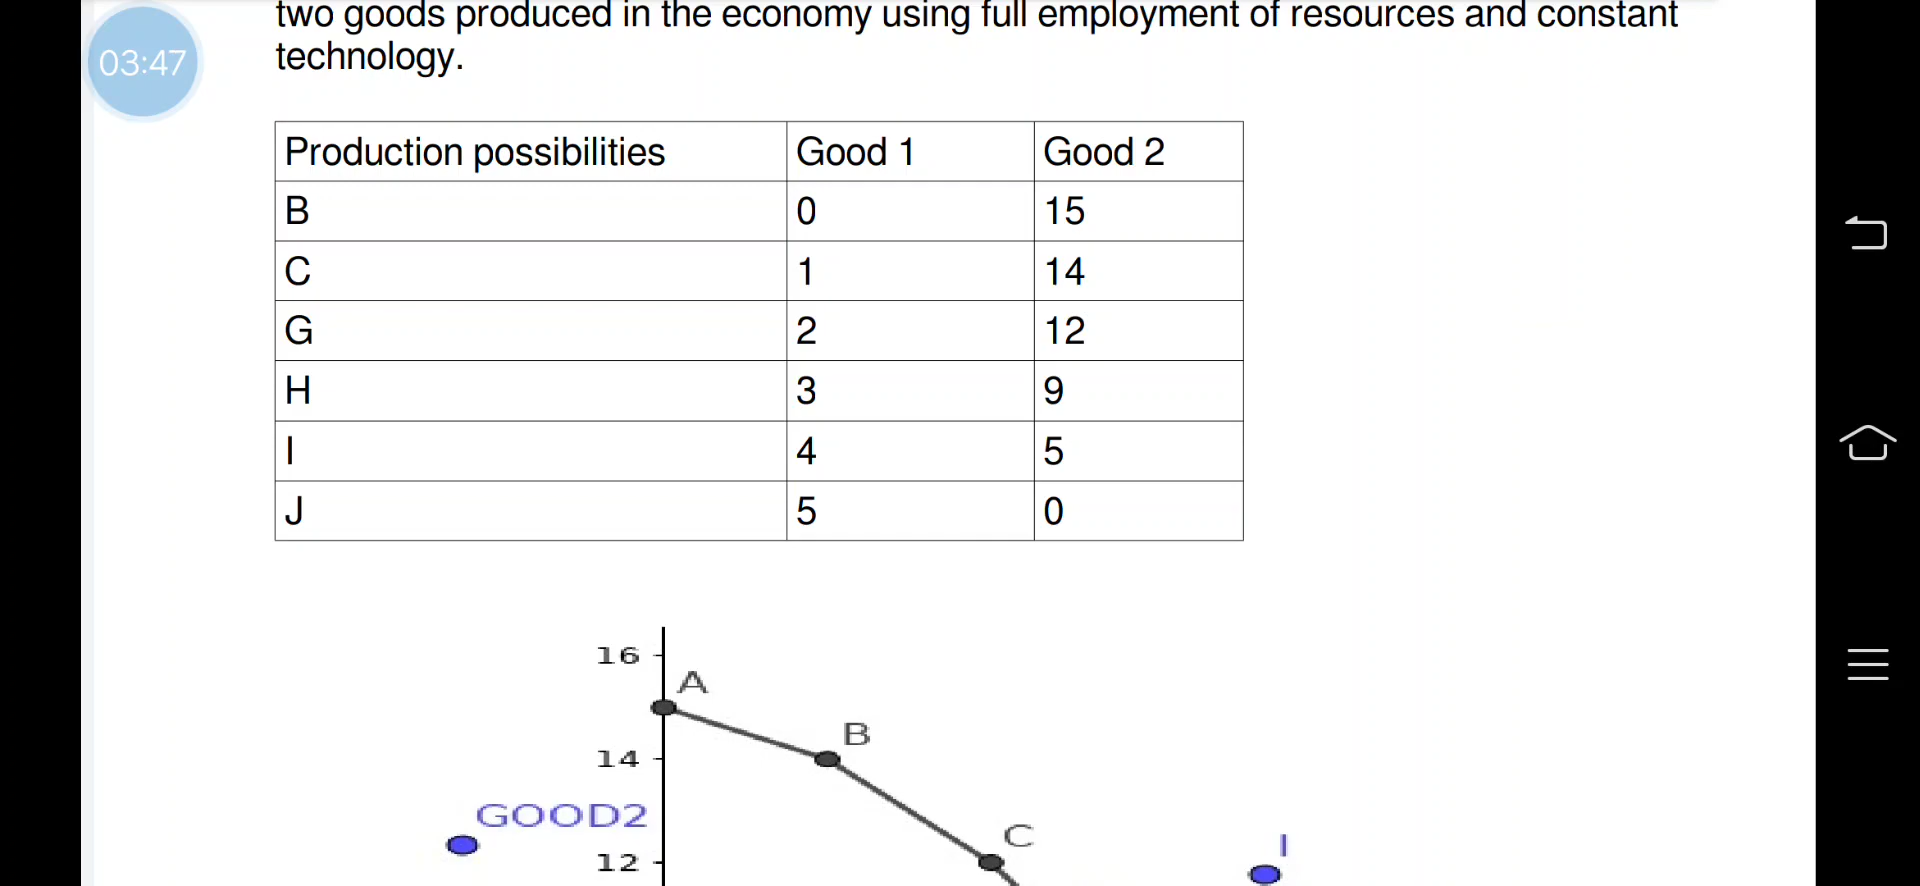 two goods produced in the economy using full employment of resources and constant
technology.
03:47
Production possibilities Good 1 Good 2
B 0 15
C 1 14
G 2 12
H 3 9
I 4 5
J 5 0
16
A
B
14
GOOD2
C
I
12